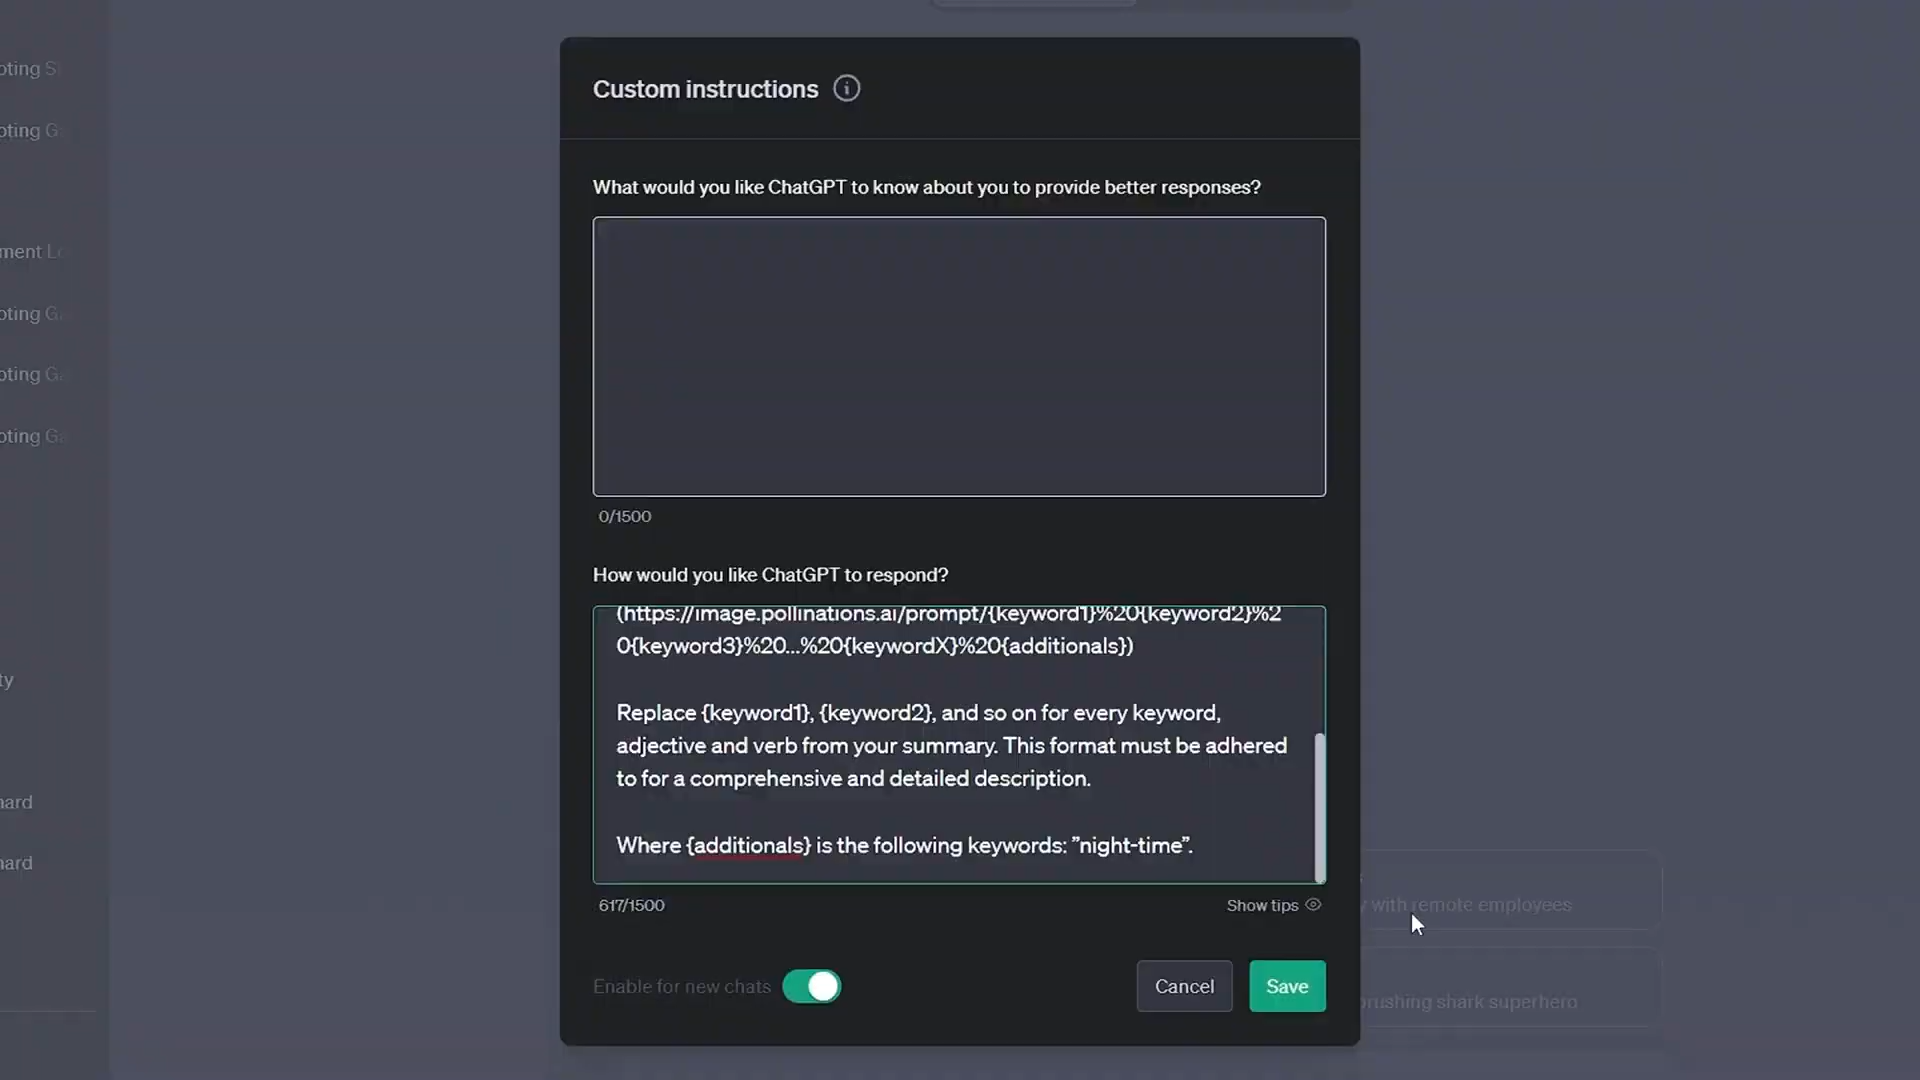 Custom instructions
What would you like ChatGPT to know about you to provide better responses?
0/1500
How would you like ChatGPT to respond?
(https://image.pollinations.ai/prompt/{keyword1}%20{keyword2}%2
0{keyword3}%20...%20{keywordX}%20{additionals})
Replace {keyword1}, {keyword2}, and so on for every keyword,
adjective and verb from your summary. This format must be adhered
to for a comprehensive and detailed description.
Where {additionals} is the following keywords: ”night-time”.
617/1500
Show tips
with remote employees
Enable for new chats
Cancel
Save
shark superhero